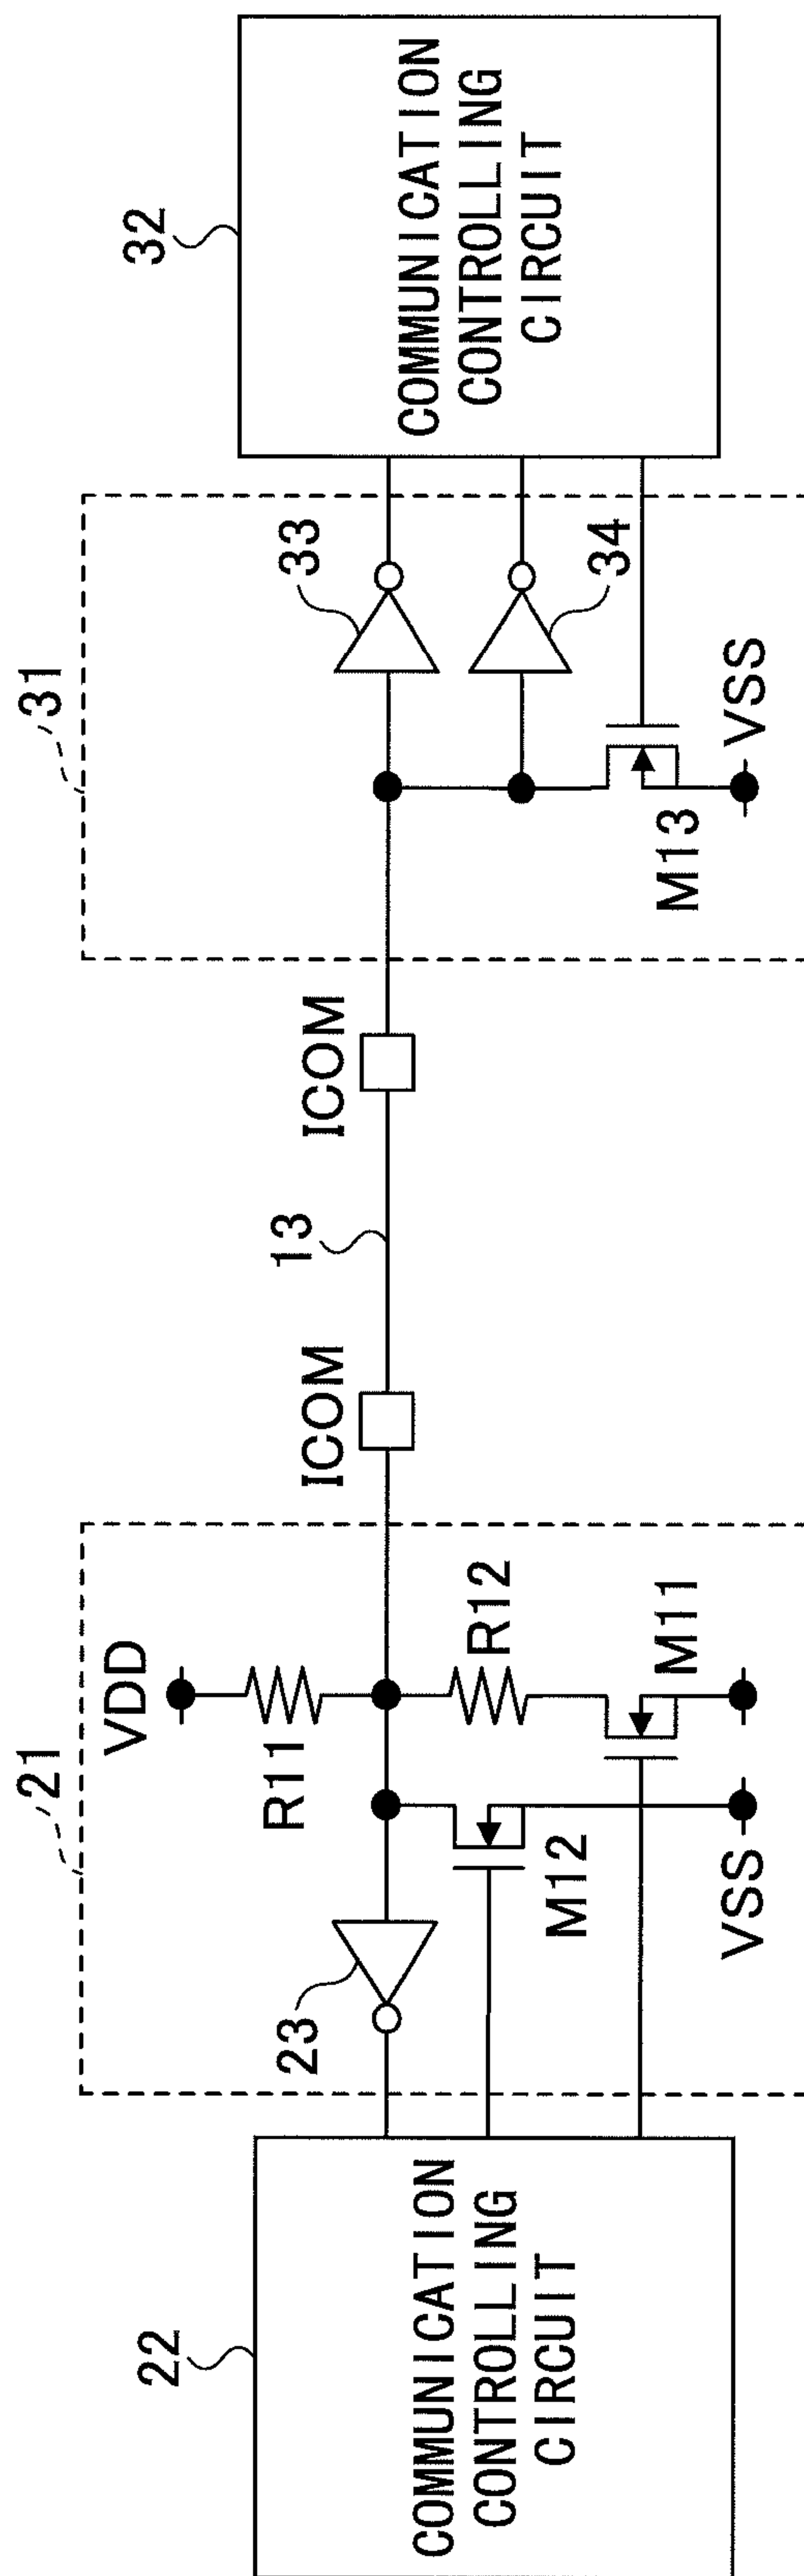 21
31
32
22
VDD
R11
R12
M11
M12
VSS
23
ICOM
13
ICOM
33
34
M13
VSS
COMMUNICATION
CONTROLLING
CIRCUIT
COMMUNICATION
CONTROLLING
CIRCUIT